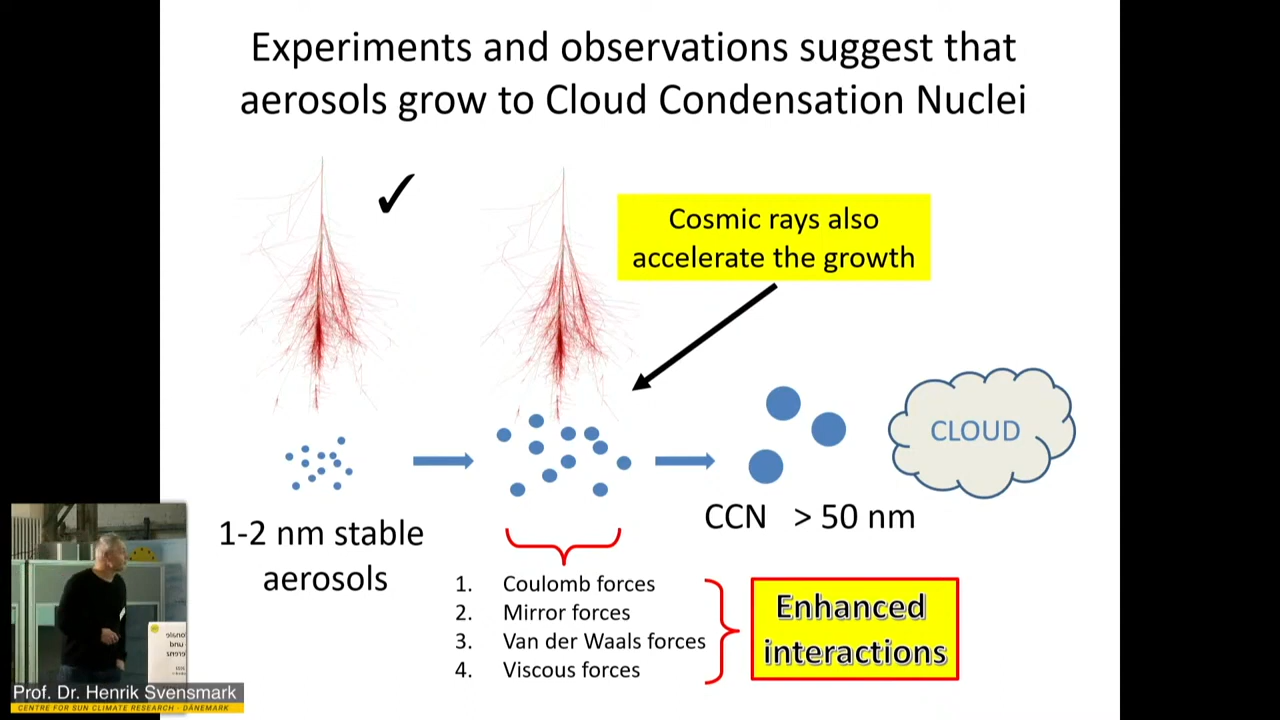 Experiments and observations suggest that
aerosols grow to Cloud Condensation Nuclei
Cosmic rays also
accelerate the growth
CLOUD
1-2 nm stable
aerosols
CCN > 50 nm
1. Coulomb forces
2. Mirror forces
3. Van der Waals forces
4. Viscous forces
Enhanced
interactions
Prof. Dr. Henrik Svensmark
CENTRE FOR SUN CLIMATE RESEARCH - DÄNEMARK